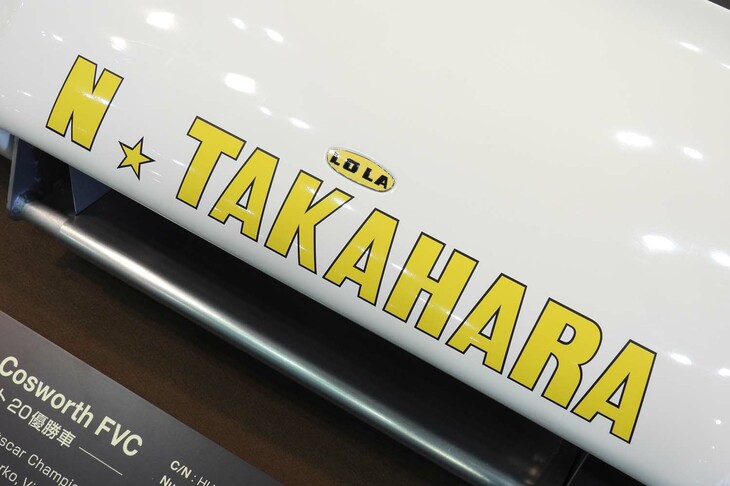 N★TAKAHARA
LOLA
Cosworth FVC
ト20優勝車
C/N: